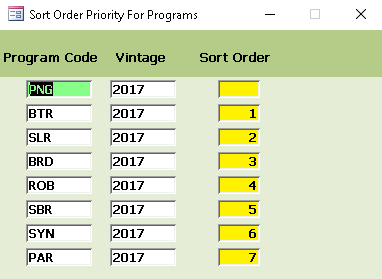 Sort Order Priority For Programs
Program Code Vintage Sort Order
PNG 2017
BTR 2017 1
SLR 2017 2
BRD 2017 3
ROB 2017 4
SBR 2017 5
SYN 2017 6
PAR 2017 7